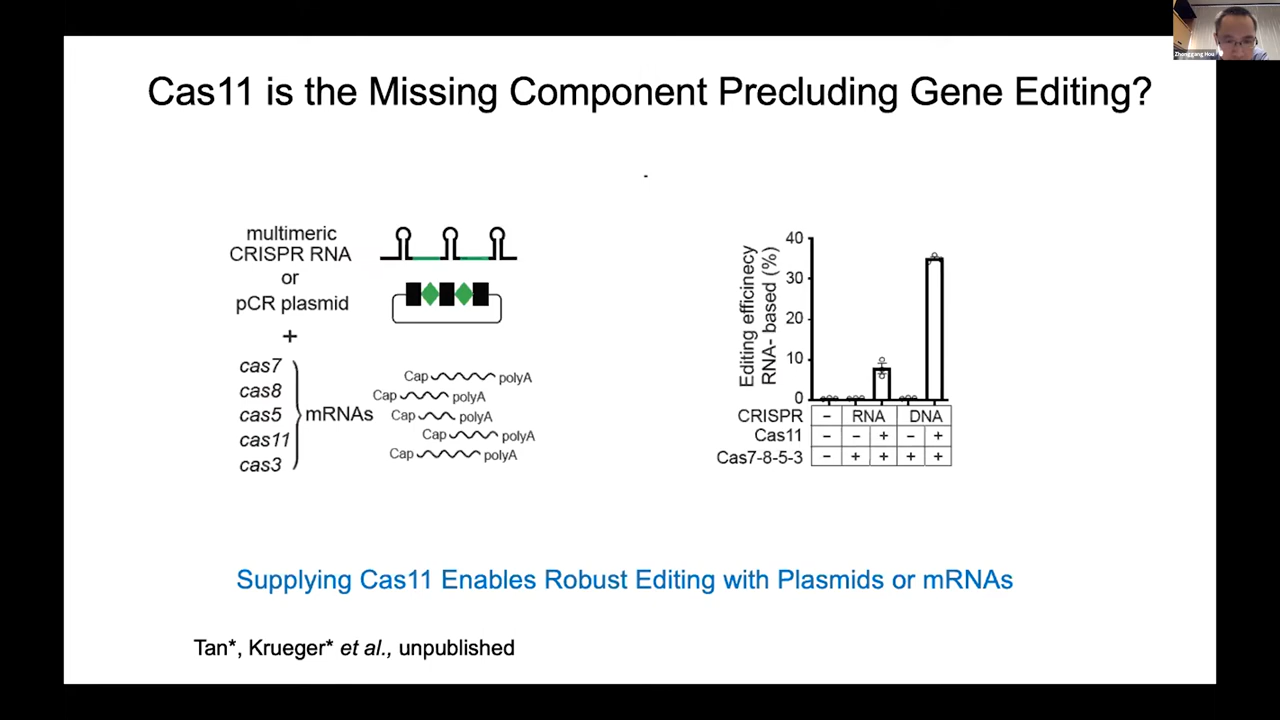 Zhonggang Hou
Cas11 is the Missing Component Precluding Gene Editing?
multimeric
CRISPR RNA
or
pCR plasmid
+
cas7
cas8
cas5
cas11
cas3
mRNAs
Cap polyA
Cap polyA
Cap polyA
Cap polyA
Cap polyA
Editing efficinecy
RNA- based (%)
40
30
20
10
0
CRISPR - RNA DNA
Cas11 - - + - +
Cas7-8-5-3 - + + + +
Supplying Cas11 Enables Robust Editing with Plasmids or mRNAs
Tan*, Krueger* et al., unpublished